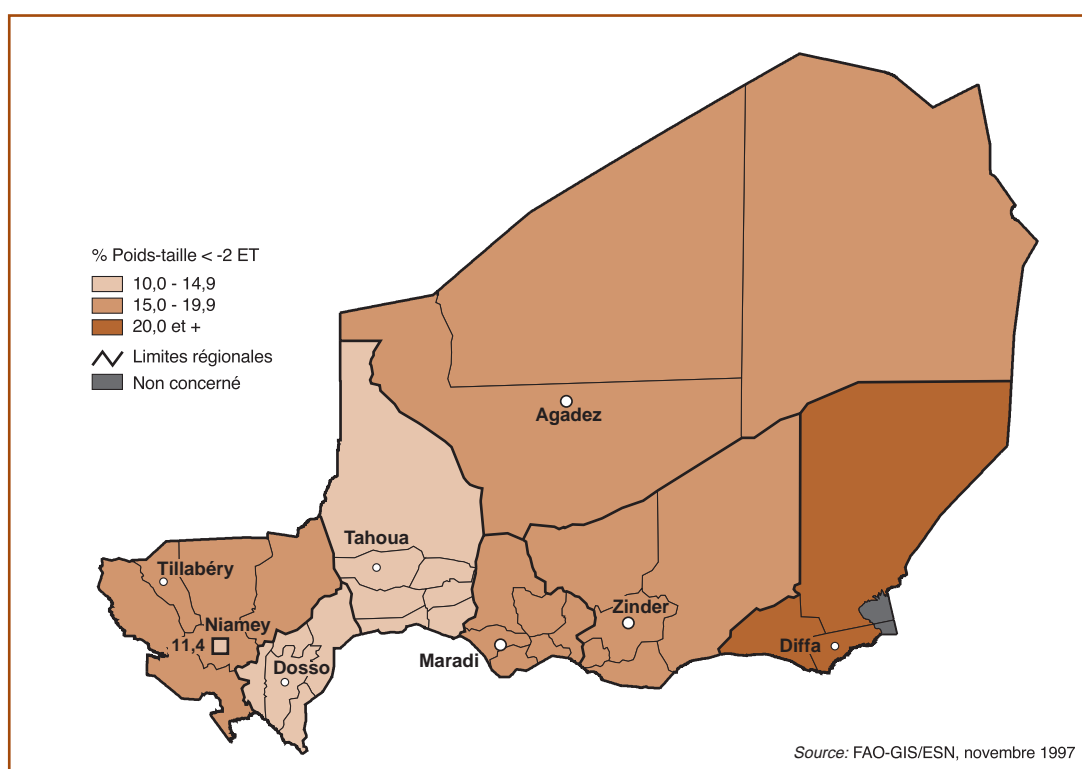 % Poids-taille < -2 ET
10,0 - 14,9
15,0 - 19,9
20,0 et +
Limites régionales
Non concerné
Agadez
Tahoua
Tillabéry
Zinder
Niamey
11,4
Diffa
Maradi
Dosso
Source: FAO-GIS/ESN, novembre 1997